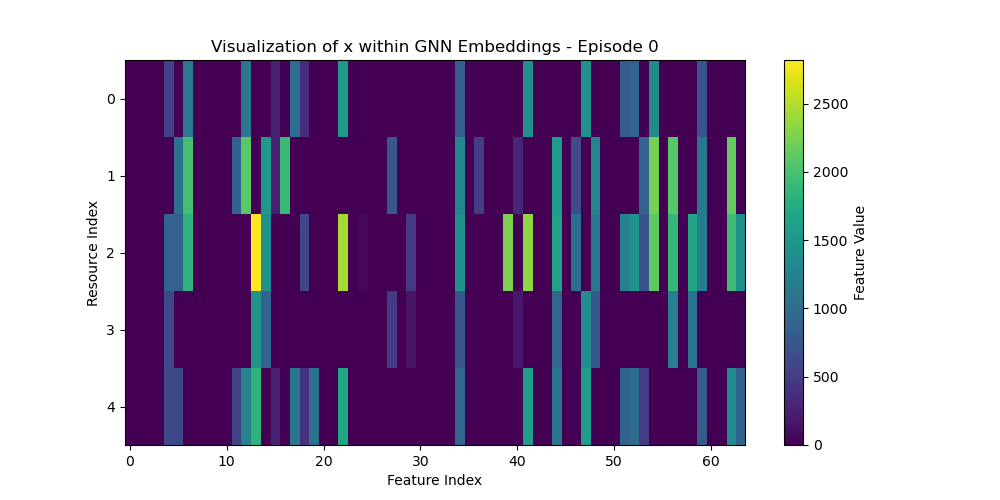 Visualization of x within GNN Embeddings - Episode 0
Resource Index
0
1
2
3
4
0 10 20 30 40 50 60
Feature Index
2500
2000
1500
1000
500
0
Feature Value